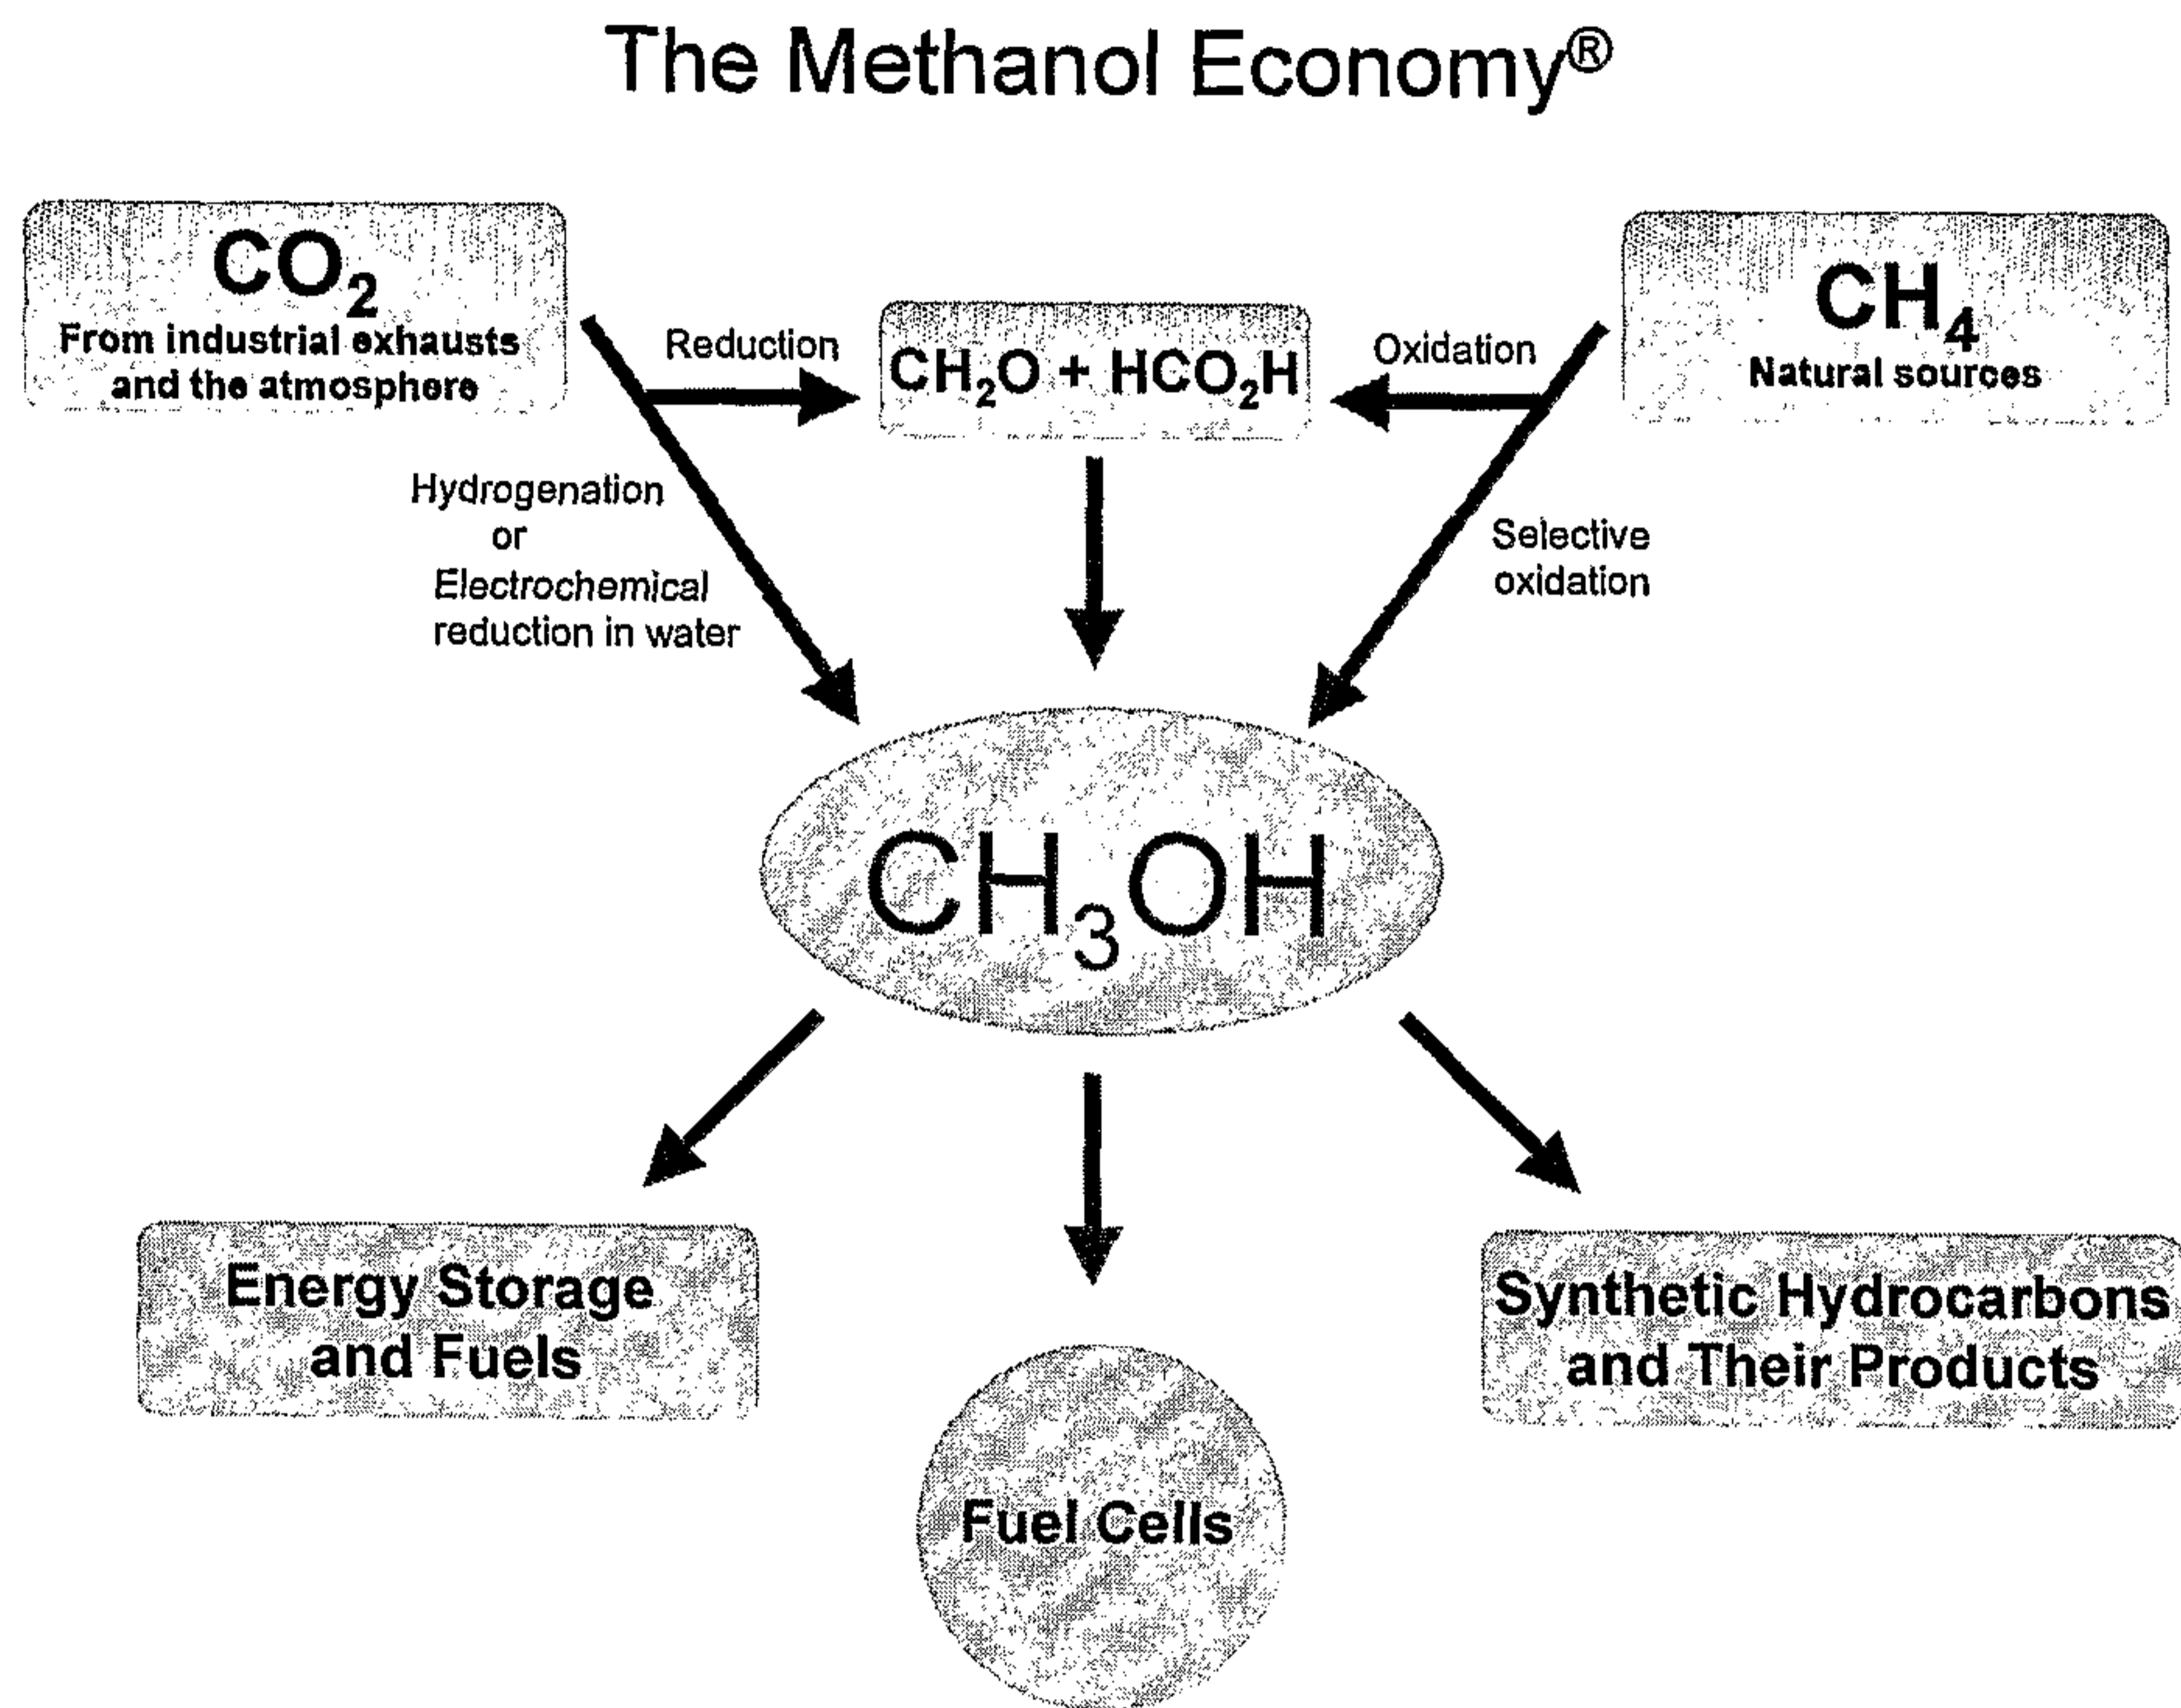 The Methanol Economy®
CO₂
From industrial exhausts
and the atmosphere
Reduction
CH₂O + HCO₂H
Oxidation
CH₄
Natural sources
Hydrogenation
or
Electrochemical
reduction in water
Selective
oxidation
CH₃OH
Energy Storage
and Fuels
Fuel Cells
Synthetic Hydrocarbons
and Their Products